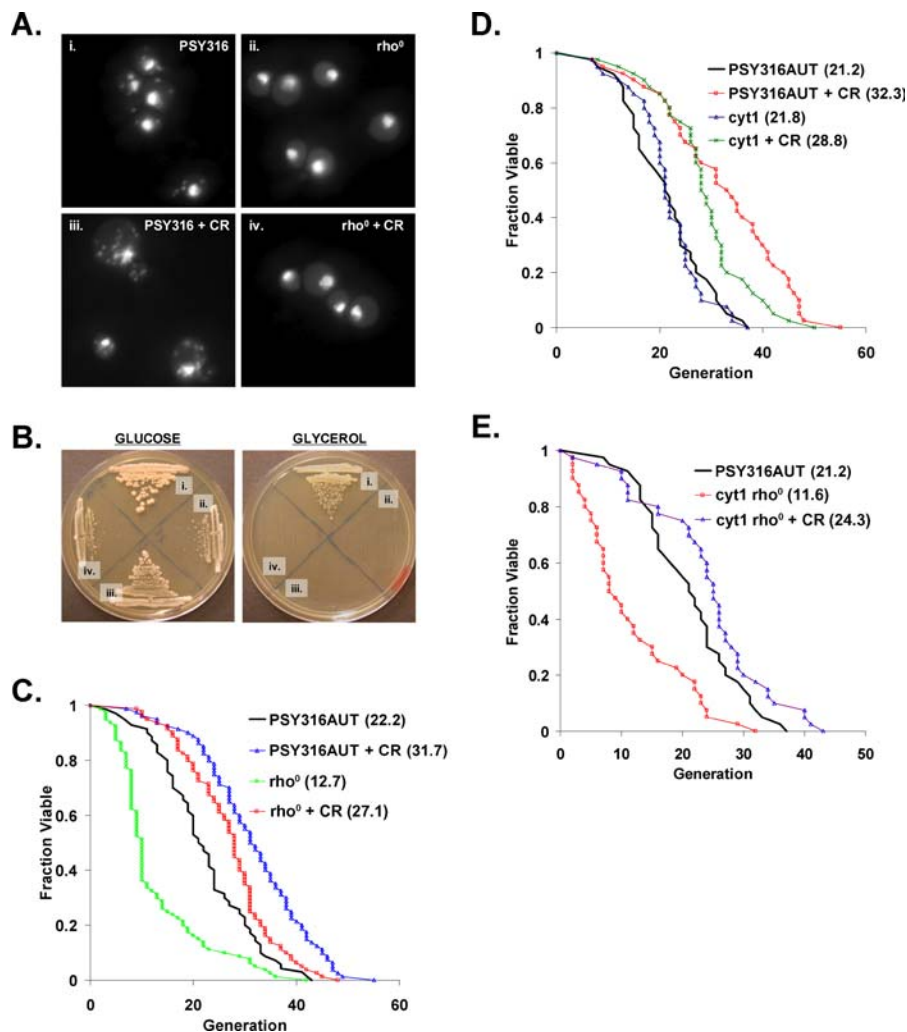 A.
i. PSY316
ii. rho⁰
iii. PSY316 + CR
iv. rho⁰ + CR
B.
GLUCOSE
GLYCEROL
i.
ii.
iv.
iii.
i.
ii.
iv.
iii.
C.
PSY316AUT (22.2)
PSY316AUT + CR (31.7)
rho⁰ (12.7)
rho⁰ + CR (27.1)
Fraction Viable
1
0.8
0.6
0.4
0.2
0
0 20 40 60
Generation
D.
PSY316AUT (21.2)
PSY316AUT + CR (32.3)
cyt1 (21.8)
cyt1 + CR (28.8)
Fraction Viable
1
0.8
0.6
0.4
0.2
0
0 20 40 60
Generation
E.
PSY316AUT (21.2)
cyt1 rho⁰ (11.6)
cyt1 rho⁰ + CR (24.3)
Fraction Viable
1
0.8
0.6
0.4
0.2
0
0 10 20 30 40 50
Generation